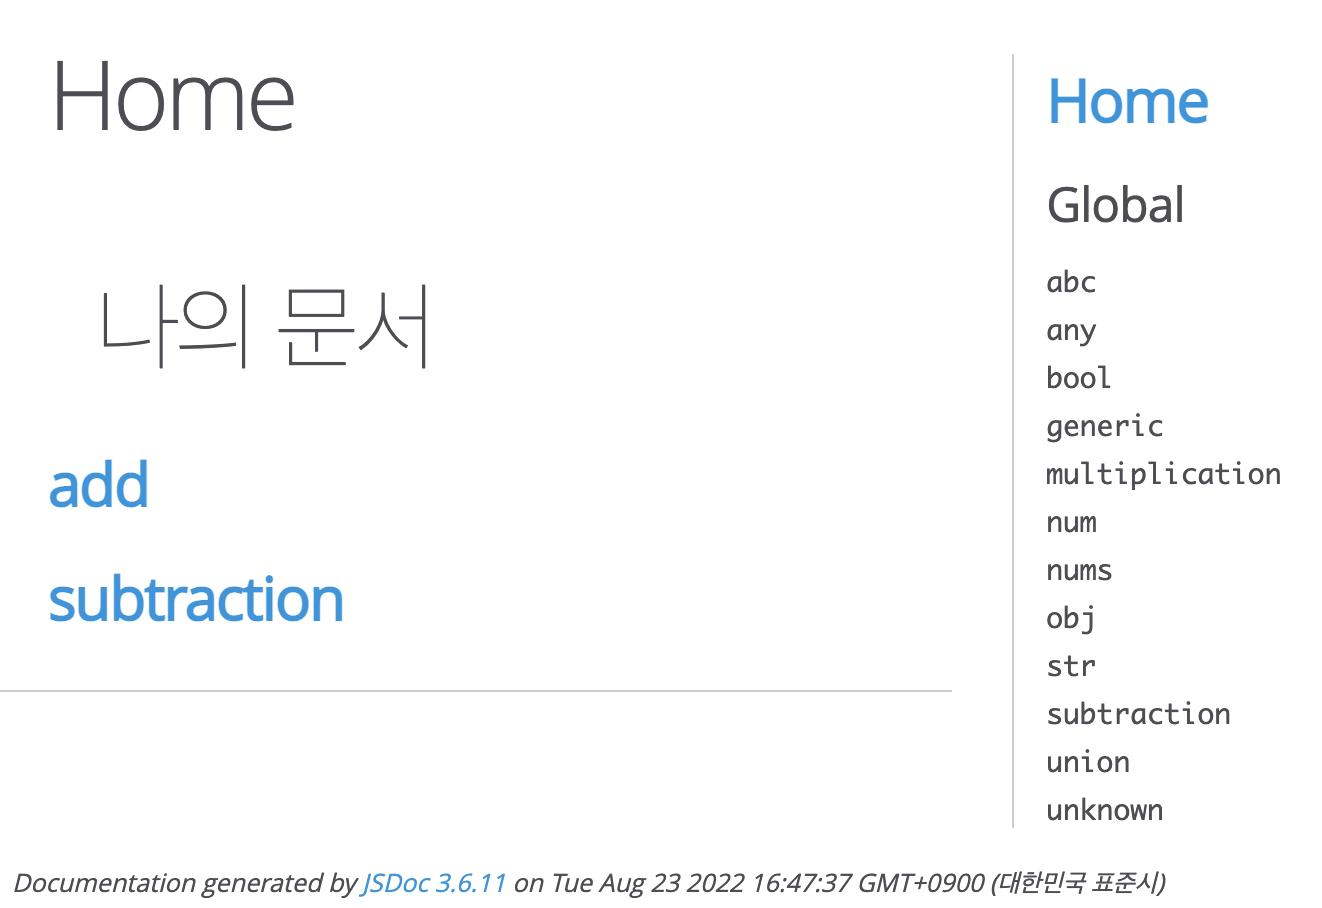 Home
나의 문서
add
subtraction
Home
Global
abc
any
bool
generic
multiplication
num
nums
obj
str
subtraction
union
unknown
Documentation generated by JSDoc 3.6.11 on Tue Aug 23 2022 16:47:37 GMT+0900 (대한민국 표준시)